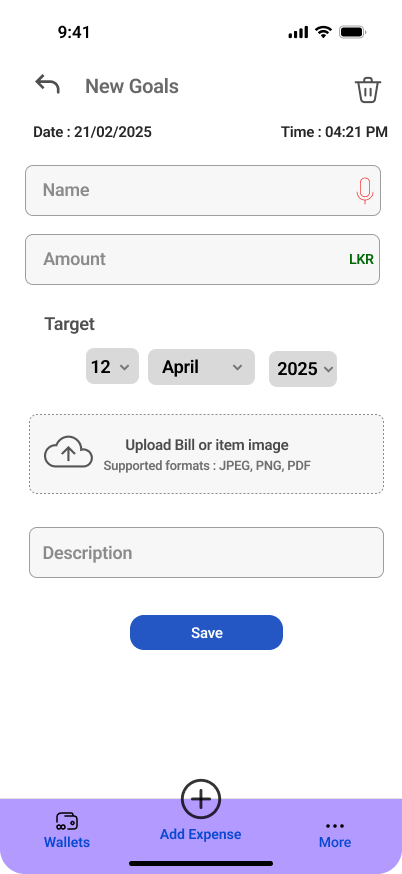 9:41
New Goals
Date : 21/02/2025
Time : 04:21 PM
Name
Amount
LKR
Target
12
April
2025
Upload Bill or item image
Supported formats : JPEG, PNG, PDF
Description
Save
Wallets
Add Expense
More